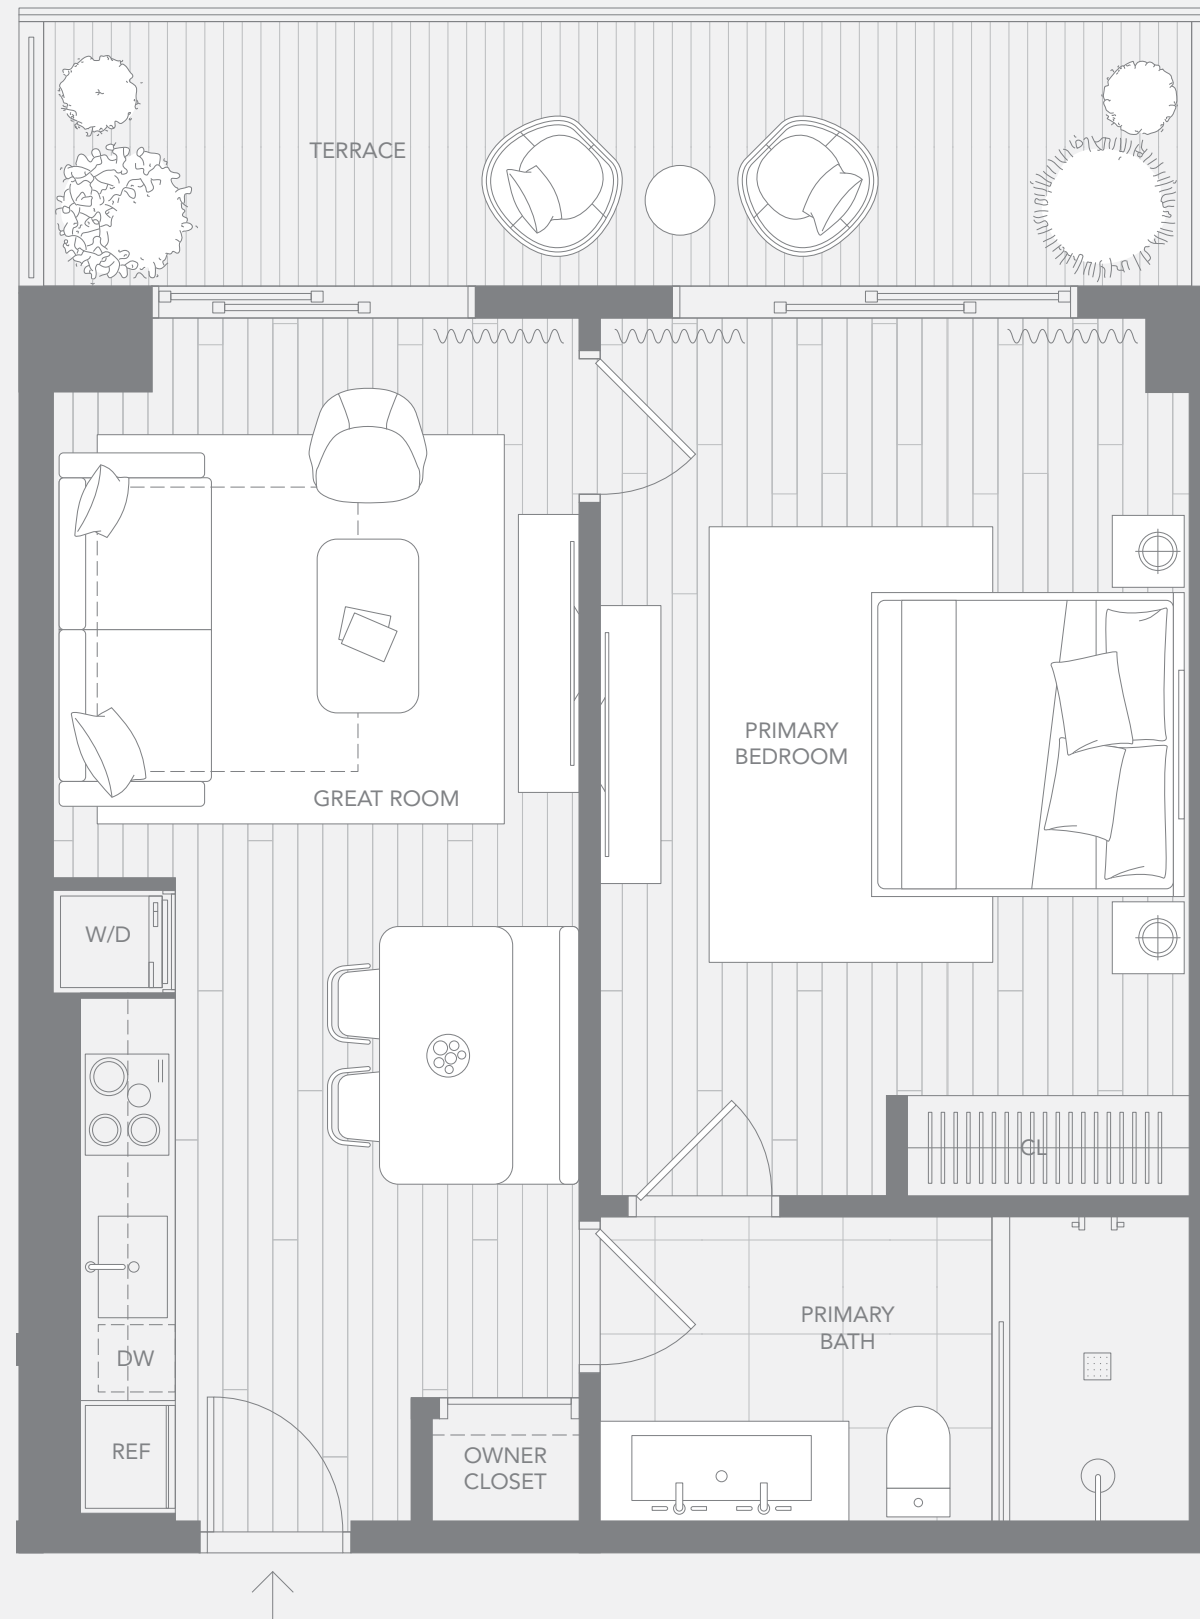 TERRACE
GREAT ROOM
PRIMARY
BEDROOM
W/D
CL
DW
REF
OWNER
CLOSET
PRIMARY
BATH